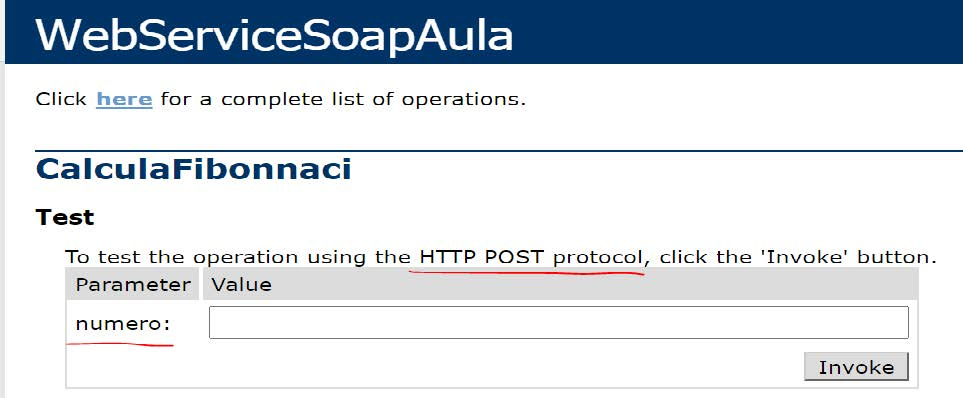 WebServiceSoapAula
Click here for a complete list of operations.
CalculaFibonnaci
Test
To test the operation using the HTTP POST protocol, click the 'Invoke' button.
Parameter Value
numero:
Invoke